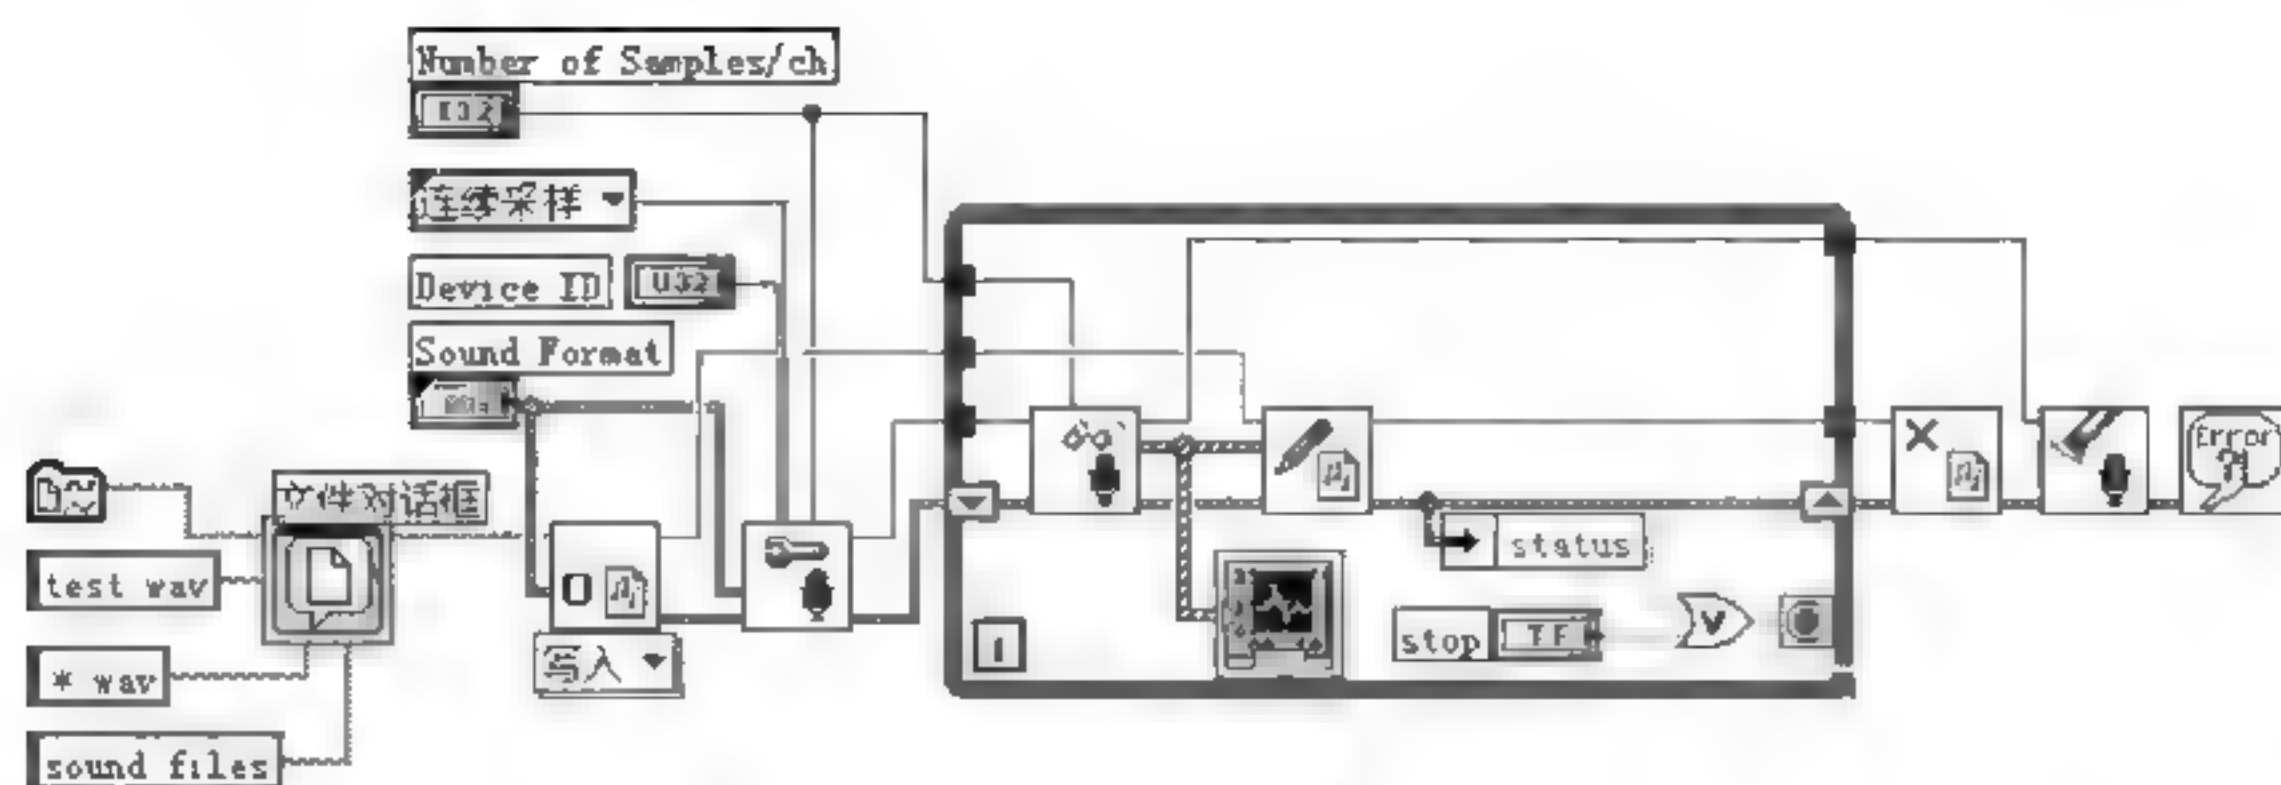 Number of Samples/ch
I32
连续采样
Device ID
U32
Sound Format
文件对话框
test wav
* wav
sound files
写入
status
stop
TF
V
i
Error
?!